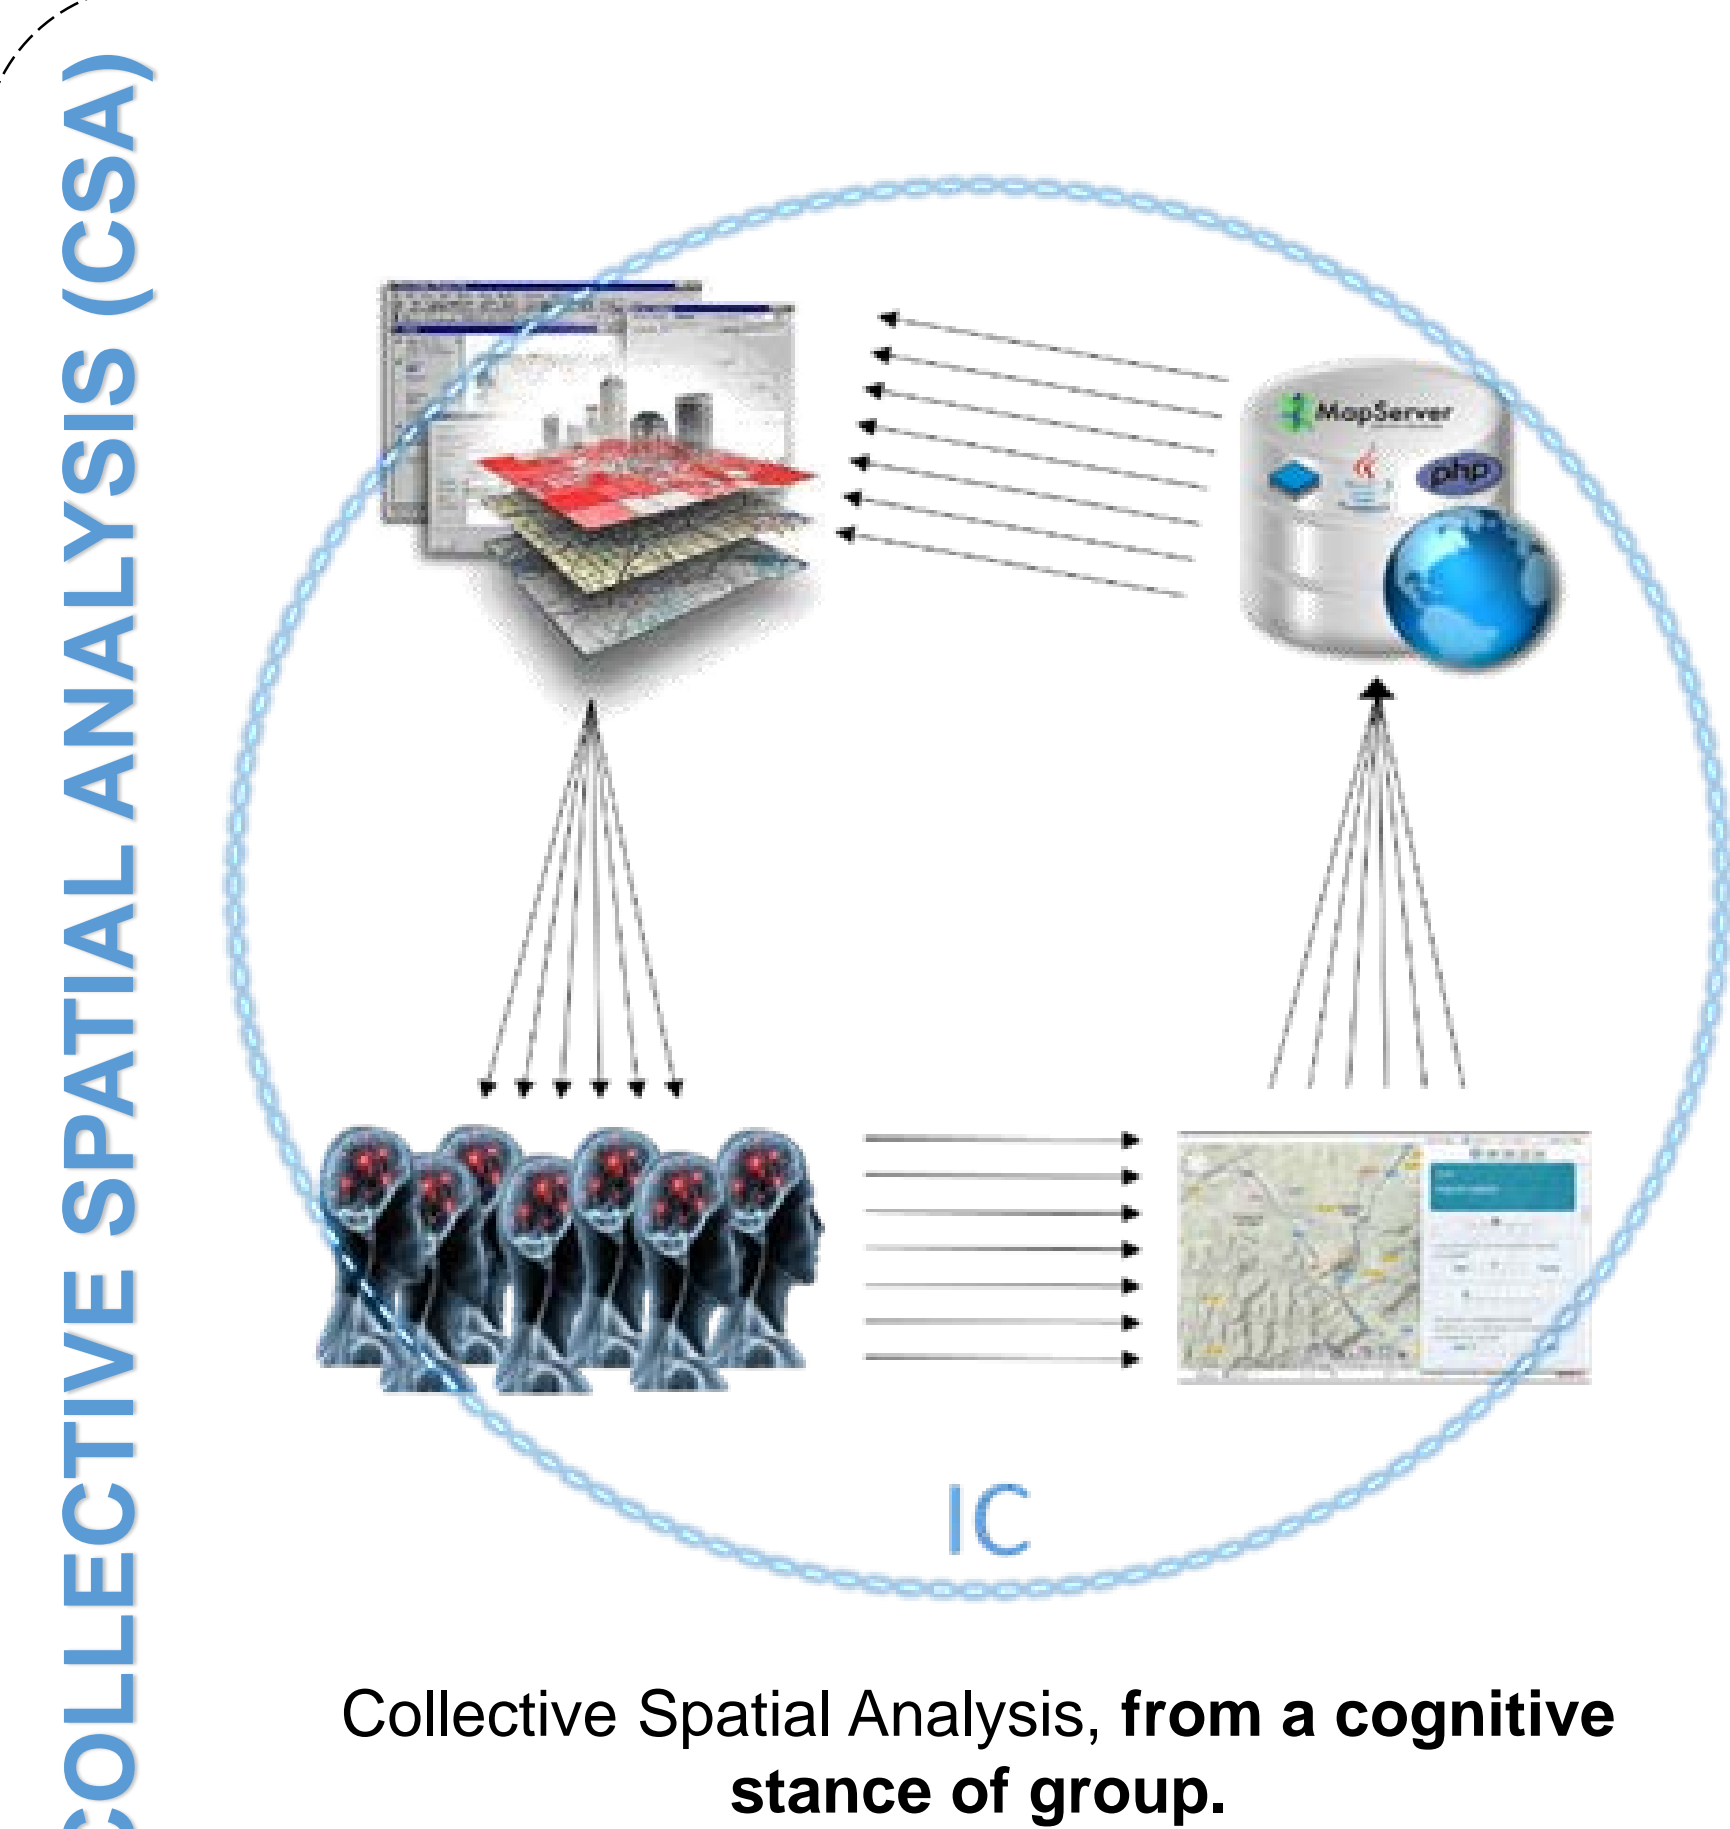 COLLECTIVE SPATIAL ANALYSIS (CSA)
MapServer
php
IC
Collective Spatial Analysis, from a cognitive
stance of group.